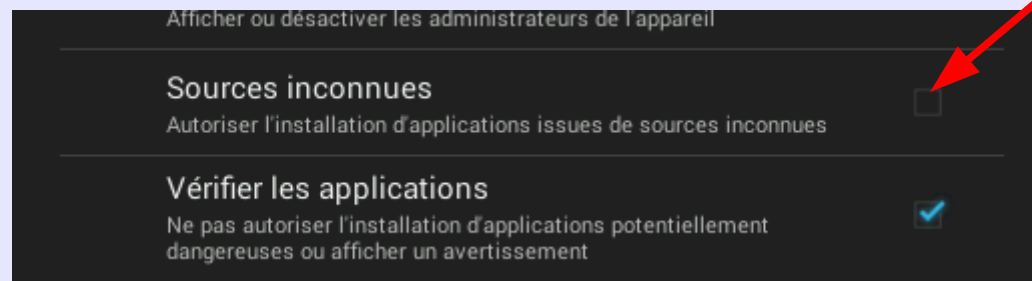 Afficher ou désactiver les administrateurs de l'appareil
Sources inconnues
Autoriser l'installation d'applications issues de sources inconnues
Vérifier les applications
Ne pas autoriser l'installation d'applications potentiellement
dangereuses ou afficher un avertissement